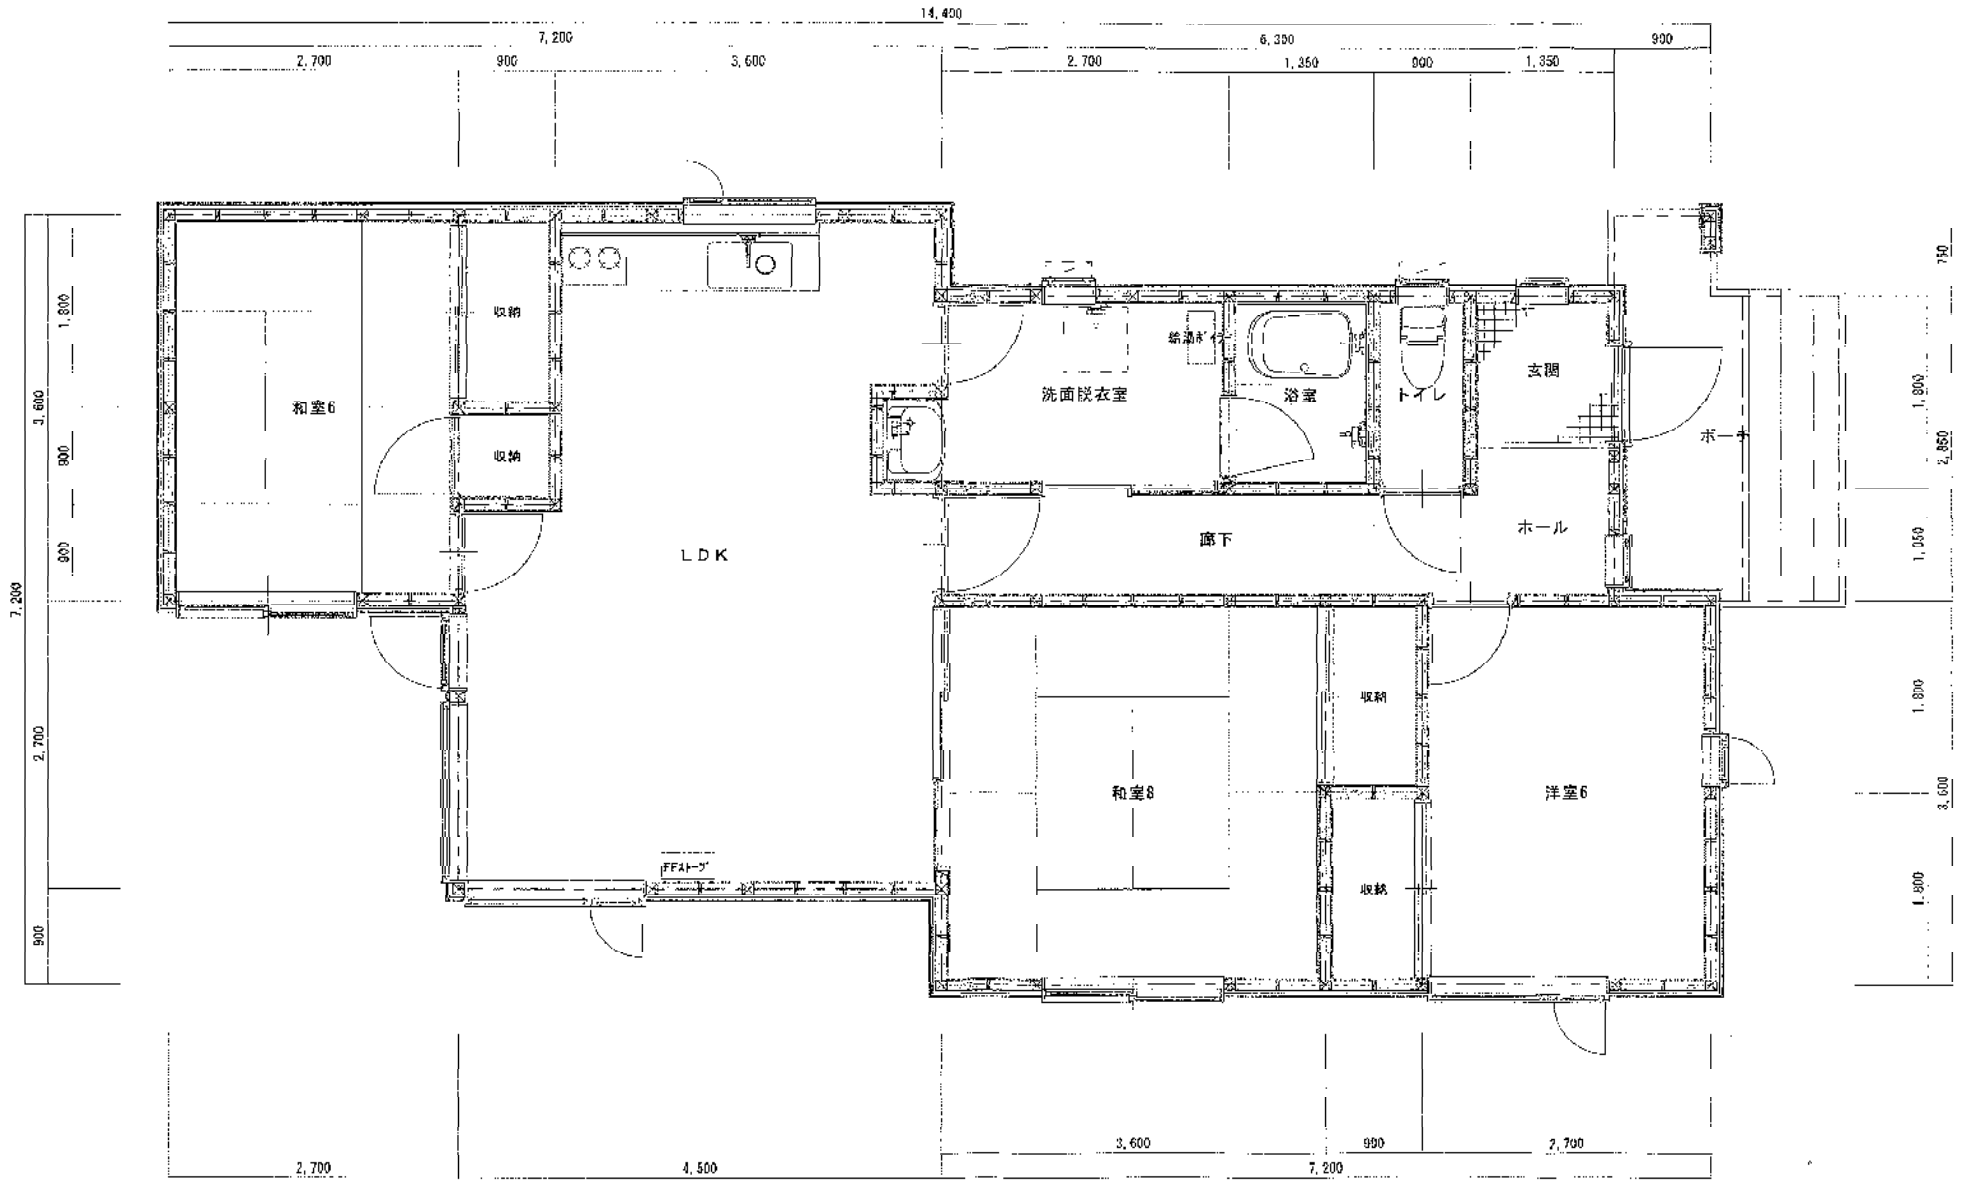 14,400
7,200
6,300
900
2,700
900
3,600
2,700
1,350
900
1,350
750
1,800
収納
1,800
給湯ボイラ
玄関
3,600
和室6
洗面脱衣室
浴室
トイレ
1,800
ポーチ
2,850
900
収納
ホール
廊下
LDK
900
1,050
7,200
収納
1,800
2,700
和室8
洋室6
3,600
FFストーブ
収納
1,800
900
3,600
900
2,700
2,700
4,500
7,200